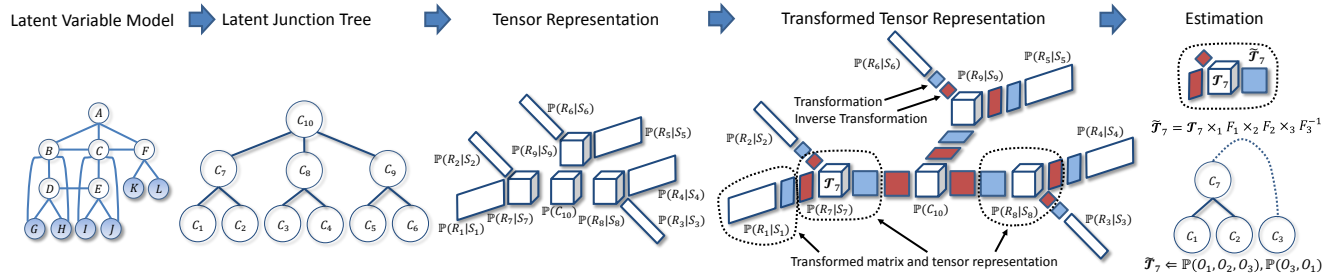 Latent Variable Model
Latent Junction Tree
Tensor Representation
Transformed Tensor Representation
Estimation
A
B
C
F
D
E
K
L
G
H
I
J
C₁₀
C₇
C₈
C₉
C₁
C₂
C₃
C₄
C₅
C₆
ℙ(R₆|S₆)
ℙ(R₂|S₂)
ℙ(R₉|S₉)
ℙ(R₅|S₅)
ℙ(R₄|S₄)
ℙ(R₇|S₇)
ℙ(C₁₀)
ℙ(R₈|S₈)
ℙ(R₃|S₃)
ℙ(R₁|S₁)
ℙ(R₆|S₆)
ℙ(R₉|S₉)
ℙ(R₅|S₅)
Transformation
Inverse Transformation
ℙ(R₂|S₂)
ℙ(R₄|S₄)
𝓣₇
ℙ(R₇|S₇)
ℙ(C₁₀)
ℙ(R₈|S₈)
ℙ(R₃|S₃)
ℙ(R₁|S₁)
Transformed matrix and tensor representation
𝓣̃₇
𝓣₇
𝓣̃₇ = 𝓣₇ ×₁ F₁ ×₂ F₂ ×₃ F₃⁻¹
C₇
C₁
C₂
C₃
𝓣̃₇ ⇐ ℙ(O₁, O₂, O₃), ℙ(O₃, O₁)